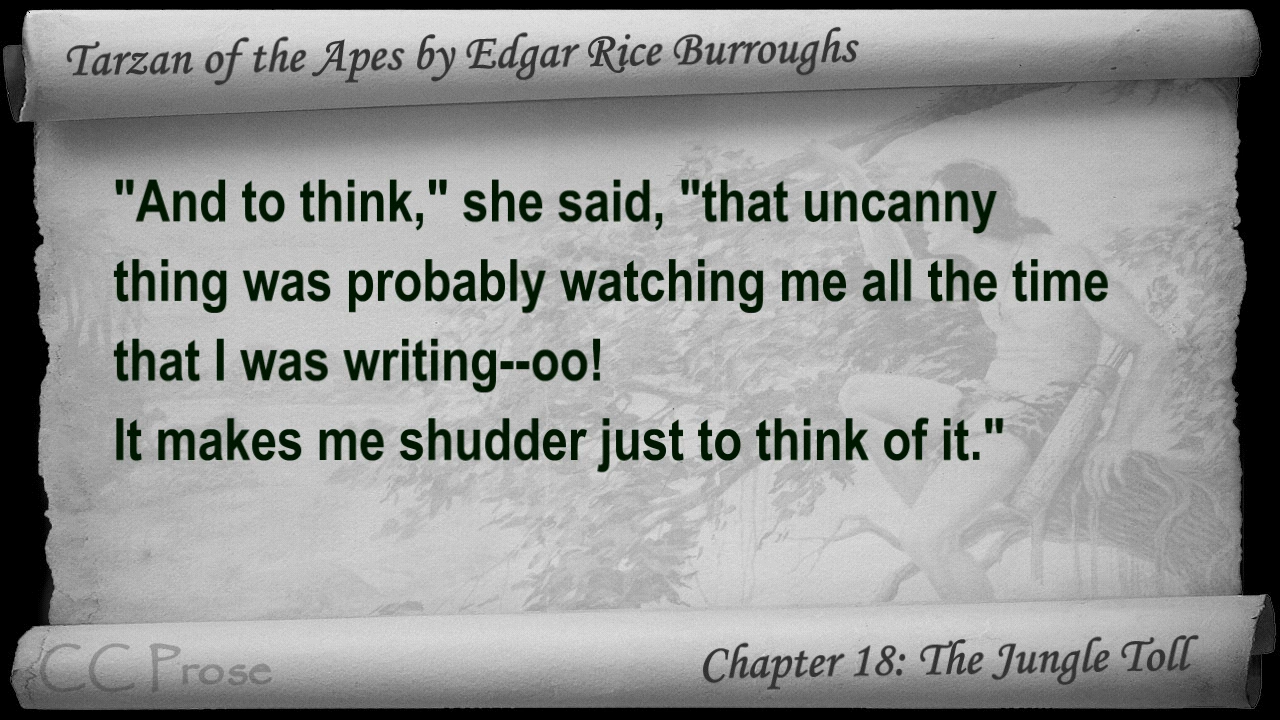 Tarzan of the Apes by Edgar Rice Burroughs
"And to think," she said, "that uncanny
thing was probably watching me all the time
that I was writing--oo!
It makes me shudder just to think of it."
CC Prose
Chapter 18: The Jungle Toll